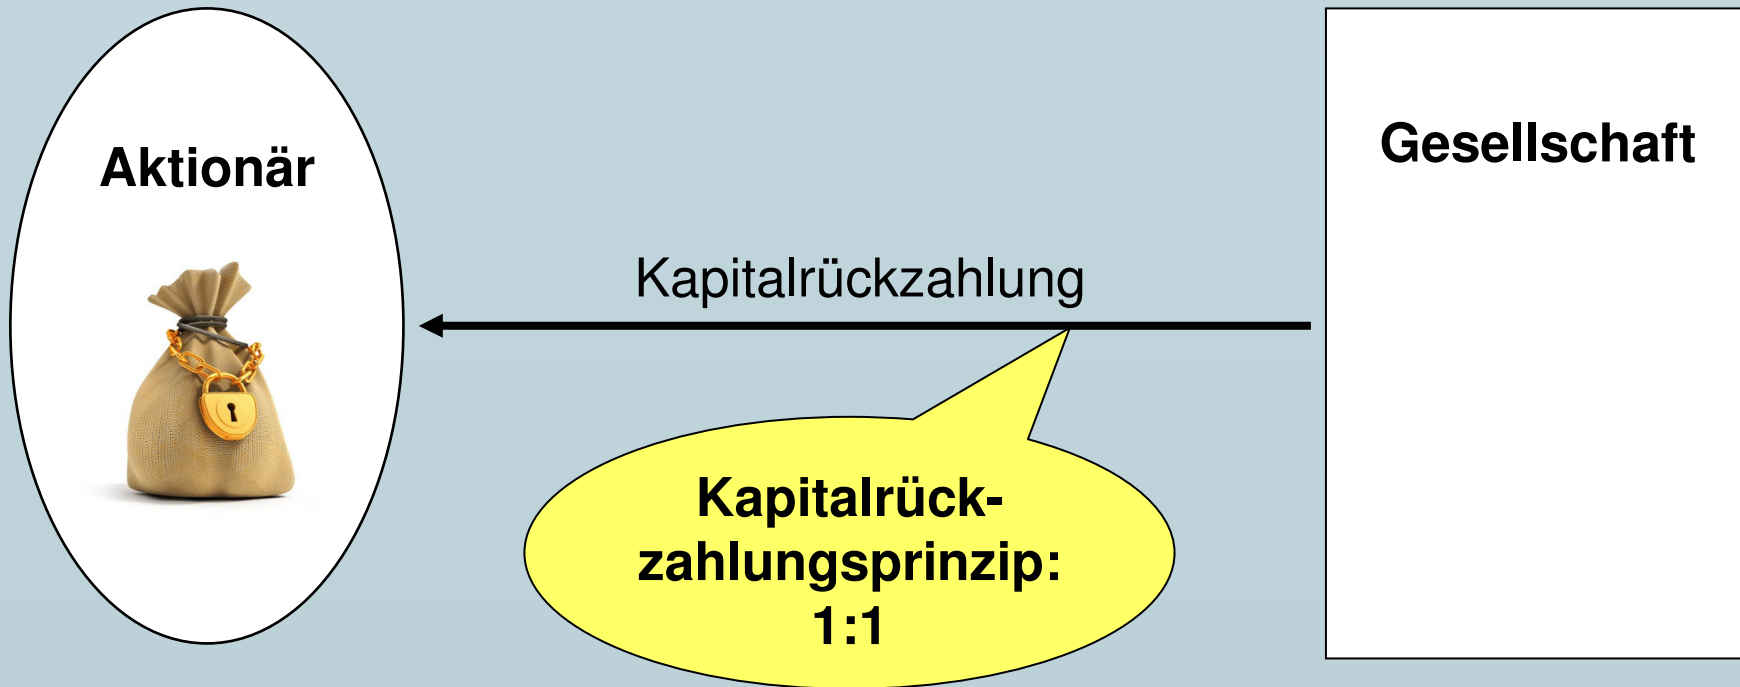 Aktionär
Gesellschaft
Kapitalrückzahlung
Kapitalrück-
zahlungsprinzip:
1:1